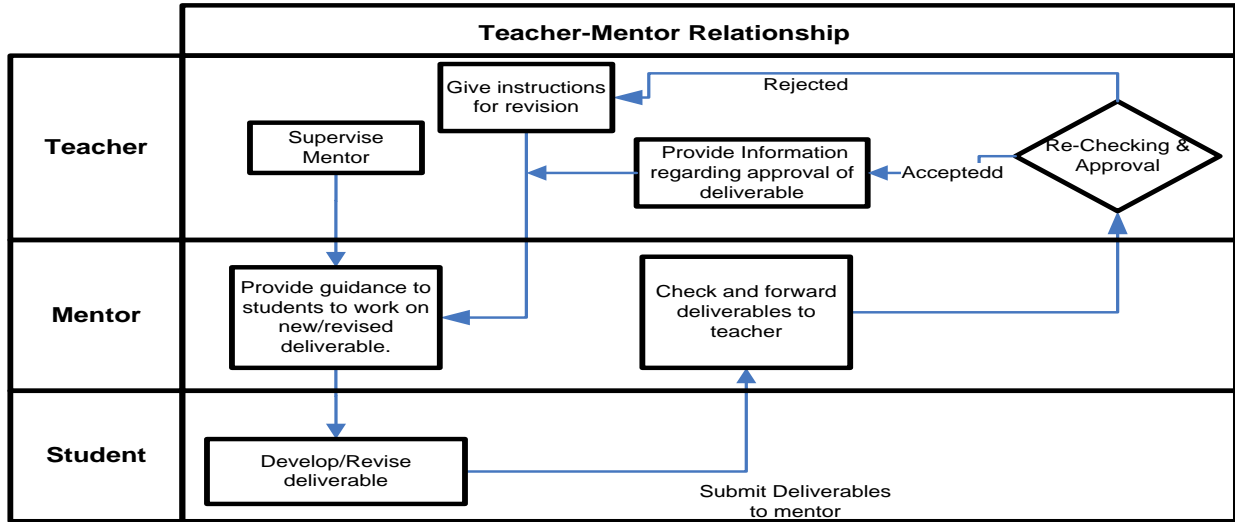 Teacher-Mentor Relationship
Teacher
Give instructions
for revision
Rejected
Supervise
Mentor
Provide Information
regarding approval of
deliverable
Acceptedd
Re-Checking &
Approval
Mentor
Provide guidance to
students to work on
new/revised
deliverable.
Check and forward
deliverables to
teacher
Student
Develop/Revise
deliverable
Submit Deliverables
to mentor